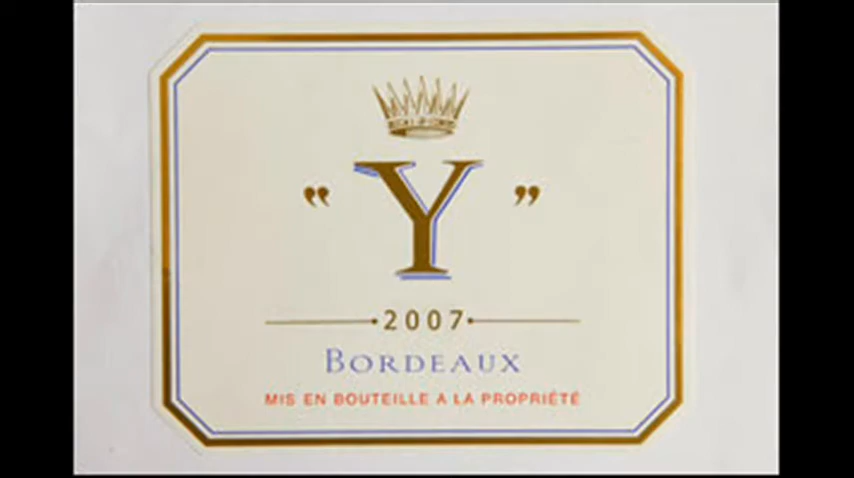 “ Y ”
2007
BORDEAUX
MIS EN BOUTEILLE A LA PROPRIÉTÉ